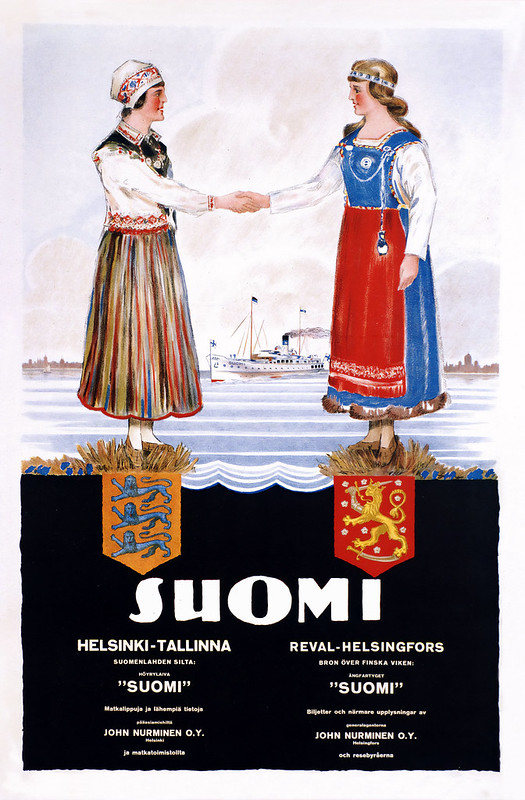 SUOMI
HELSINKI-TALLINNA
SUOMENLAHDEN SILTA:
HÖYRYLAIVA
"SUOMI"
Matkalippuja ja lähempiä tietoja
pääasiamiehiltä
JOHN NURMINEN O.Y.
Helsinki
ja matkatoimistoilta
REVAL-HELSINGFORS
BRON ÖVER FINSKA VIKEN:
ÅNGFARTYGET
"SUOMI"
Biljetter och närmare upplysningar av
generalagenterna
JOHN NURMINEN O.Y.
Helsingfors
och resebyråerna